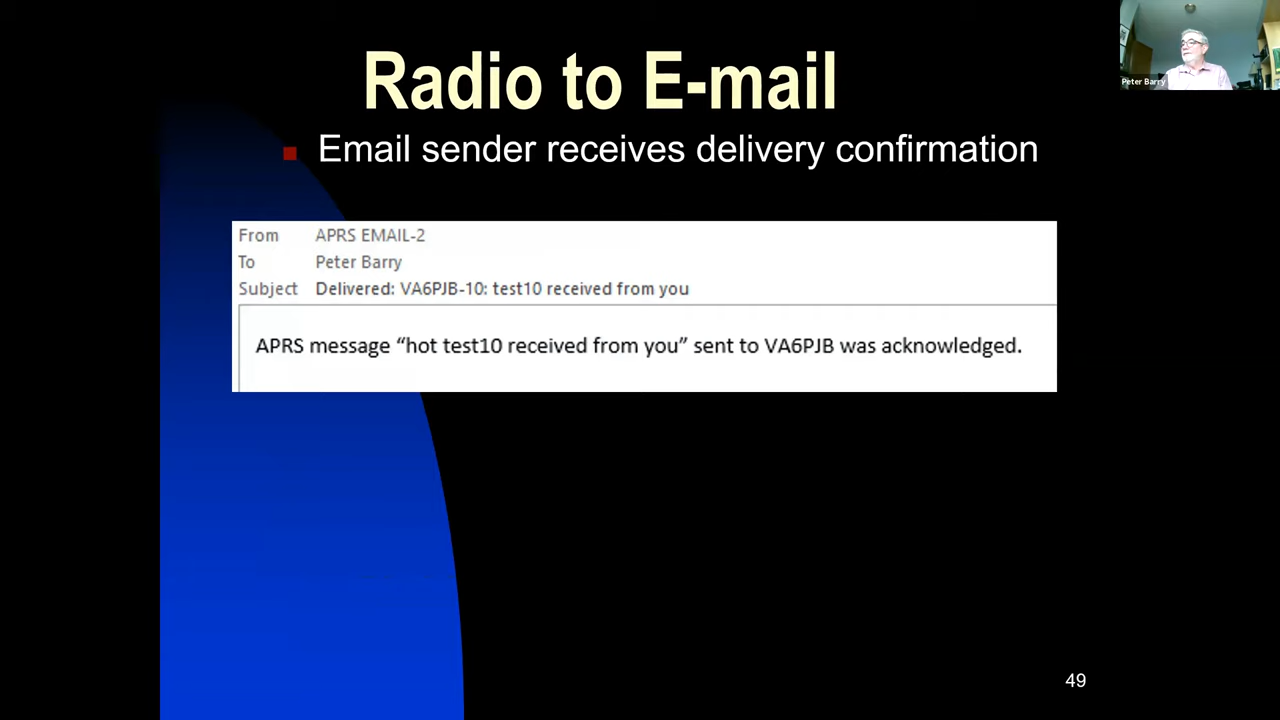 Radio to E-mail
Peter Barry
Email sender receives delivery confirmation
From APRS EMAIL-2
To Peter Barry
Subject Delivered: VA6PJB-10: test10 received from you
APRS message “hot test10 received from you” sent to VA6PJB was acknowledged.
49